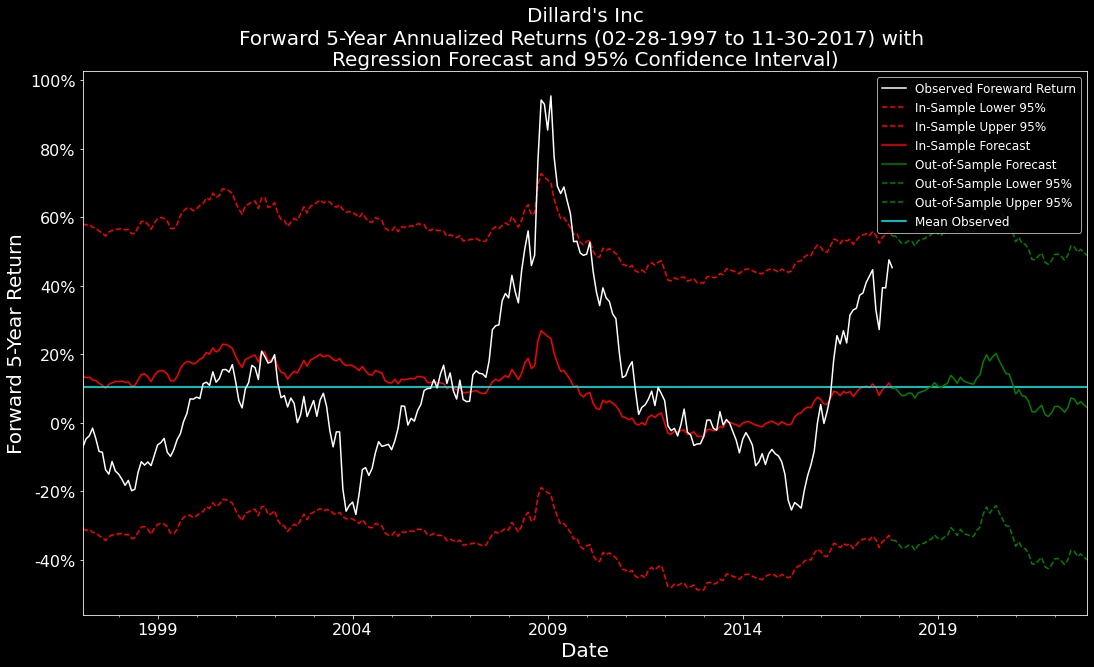 Dillard's Inc
Forward 5-Year Annualized Returns (02-28-1997 to 11-30-2017) with
Regression Forecast and 95% Confidence Interval)
Forward 5-Year Return
100%
80%
60%
40%
20%
0%
-20%
-40%
Observed Foreward Return
In-Sample Lower 95%
In-Sample Upper 95%
In-Sample Forecast
Out-of-Sample Forecast
Out-of-Sample Lower 95%
Out-of-Sample Upper 95%
Mean Observed
1999
2004
2009
2014
2019
Date